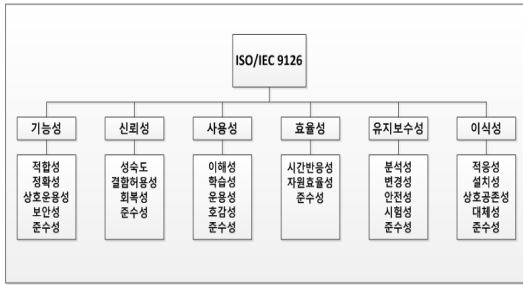 ISO/IEC 9126
기능성
신뢰성
사용성
효율성
유지보수성
이식성
적합성
정확성
상호운용성
보안성
준수성
성숙도
결함허용성
회복성
준수성
이해성
학습성
운용성
호감성
준수성
시간반응성
자원효율성
준수성
분석성
변경성
안전성
시험성
준수성
적응성
설치성
상호공존성
대체성
준수성